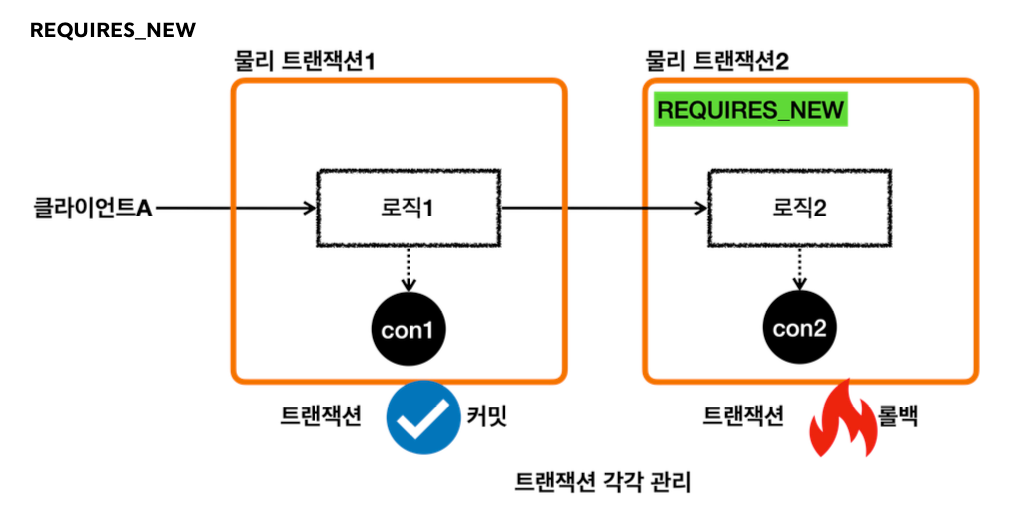 REQUIRES_NEW
물리 트랜잭션1
물리 트랜잭션2
REQUIRES_NEW
클라이언트A
로직1
로직2
con1
con2
트랜잭션 커밋
트랜잭션 롤백
트랜잭션 각각 관리